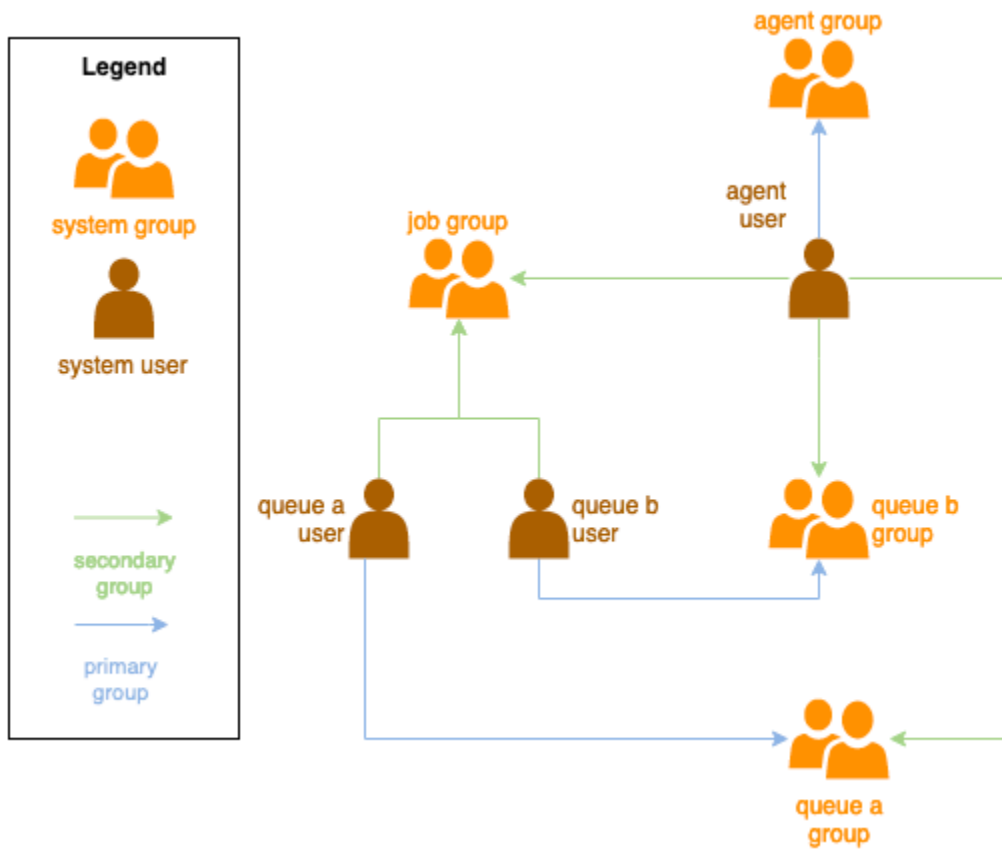 Legend
system group
system user
secondary
group
primary
group
agent group
agent
user
job group
queue a
user
queue b
user
queue b
group
queue a
group